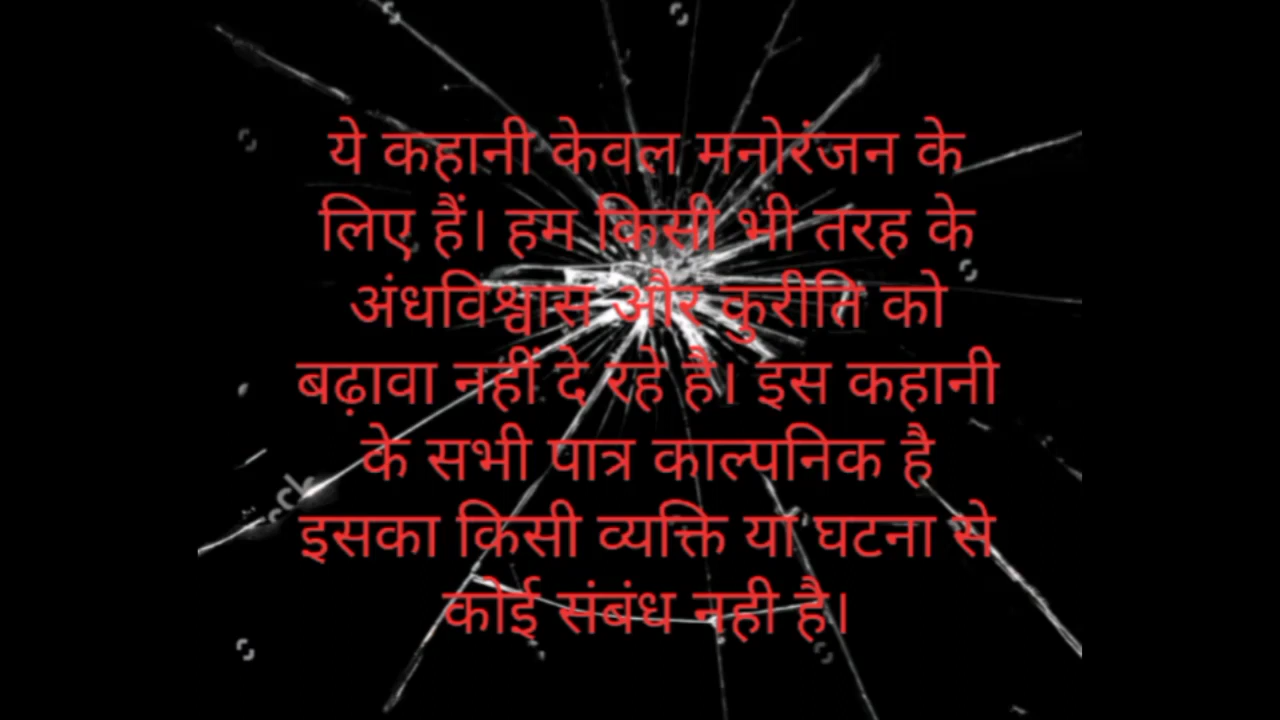 ये कहानी केवल मनोरंजन के
लिए हैं। हम किसी भी तरह के
अंधविश्वास और कुरीति को
बढ़ावा नहीं दे रहे है। इस कहानी
के सभी पात्र काल्पनिक है
इसका किसी व्यक्ति या घटना से
कोई संबंध नही है।